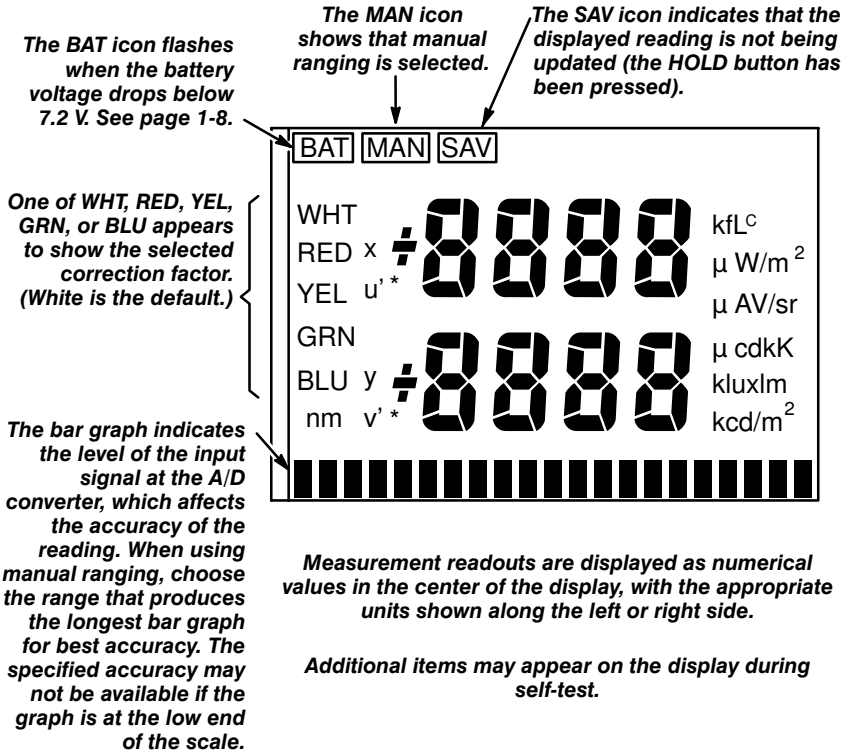 The BAT icon flashes
when the battery
voltage drops below
7.2 V. See page 1-8.
The MAN icon
shows that manual
ranging is selected.
The SAV icon indicates that the
displayed reading is not being
updated (the HOLD button has
been pressed).
BAT MAN SAV
One of WHT, RED, YEL,
GRN, or BLU appears
to show the selected
correction factor.
(White is the default.)
WHT
RED x
YEL u' *
GRN
BLU y
nm v' *
÷8888
÷8888
kfLC
μ W/m 2
μ AV/sr
μ cdkK
kluxlm
kcd/m2
The bar graph indicates
the level of the input
signal at the A/D
converter, which affects
the accuracy of the
reading. When using
manual ranging, choose
the range that produces
the longest bar graph
for best accuracy. The
specified accuracy may
not be available if the
graph is at the low end
of the scale.
Measurement readouts are displayed as numerical
values in the center of the display, with the appropriate
units shown along the left or right side.
Additional items may appear on the display during
self-test.